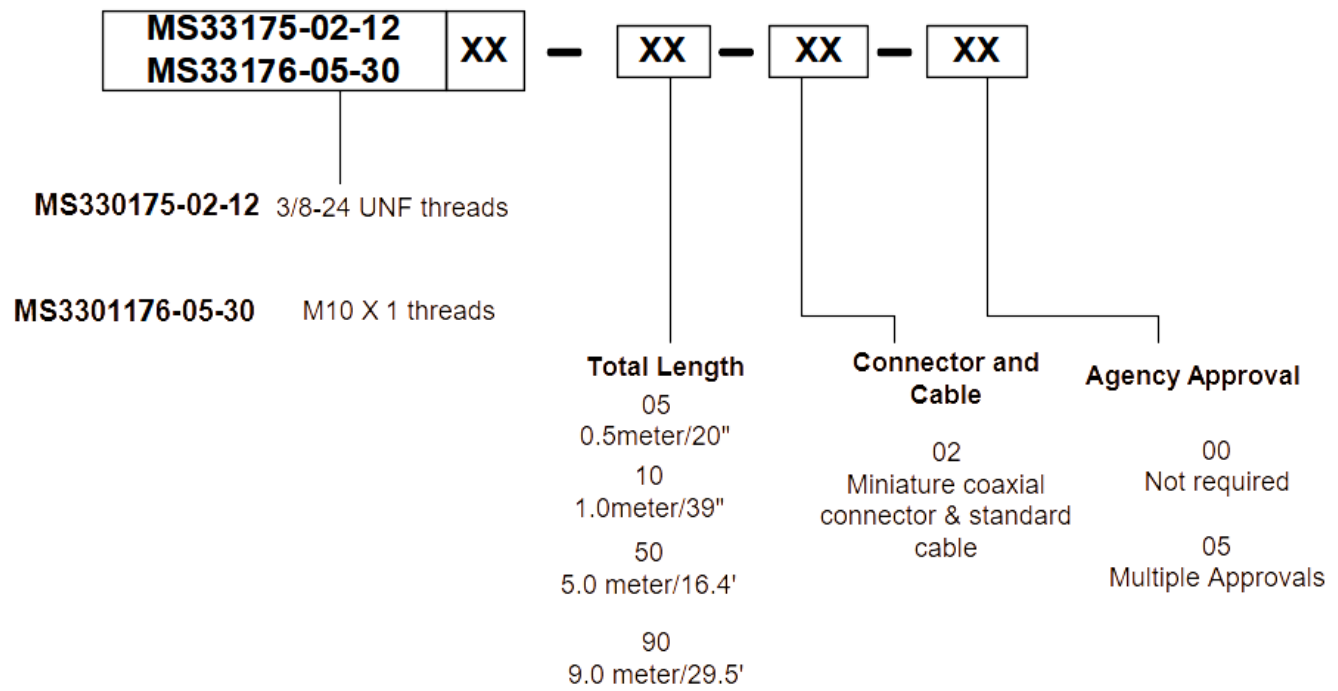 MS33175-02-12
MS33176-05-30
XX – XX – XX – XX
MS330175-02-12 3/8-24 UNF threads
MS3301176-05-30 M10 X 1 threads
Total Length
05
0.5meter/20"
10
1.0meter/39"
50
5.0 meter/16.4'
90
9.0 meter/29.5'
Connector and
Cable
02
Miniature coaxial
connector & standard
cable
Agency Approval
00
Not required
05
Multiple Approvals